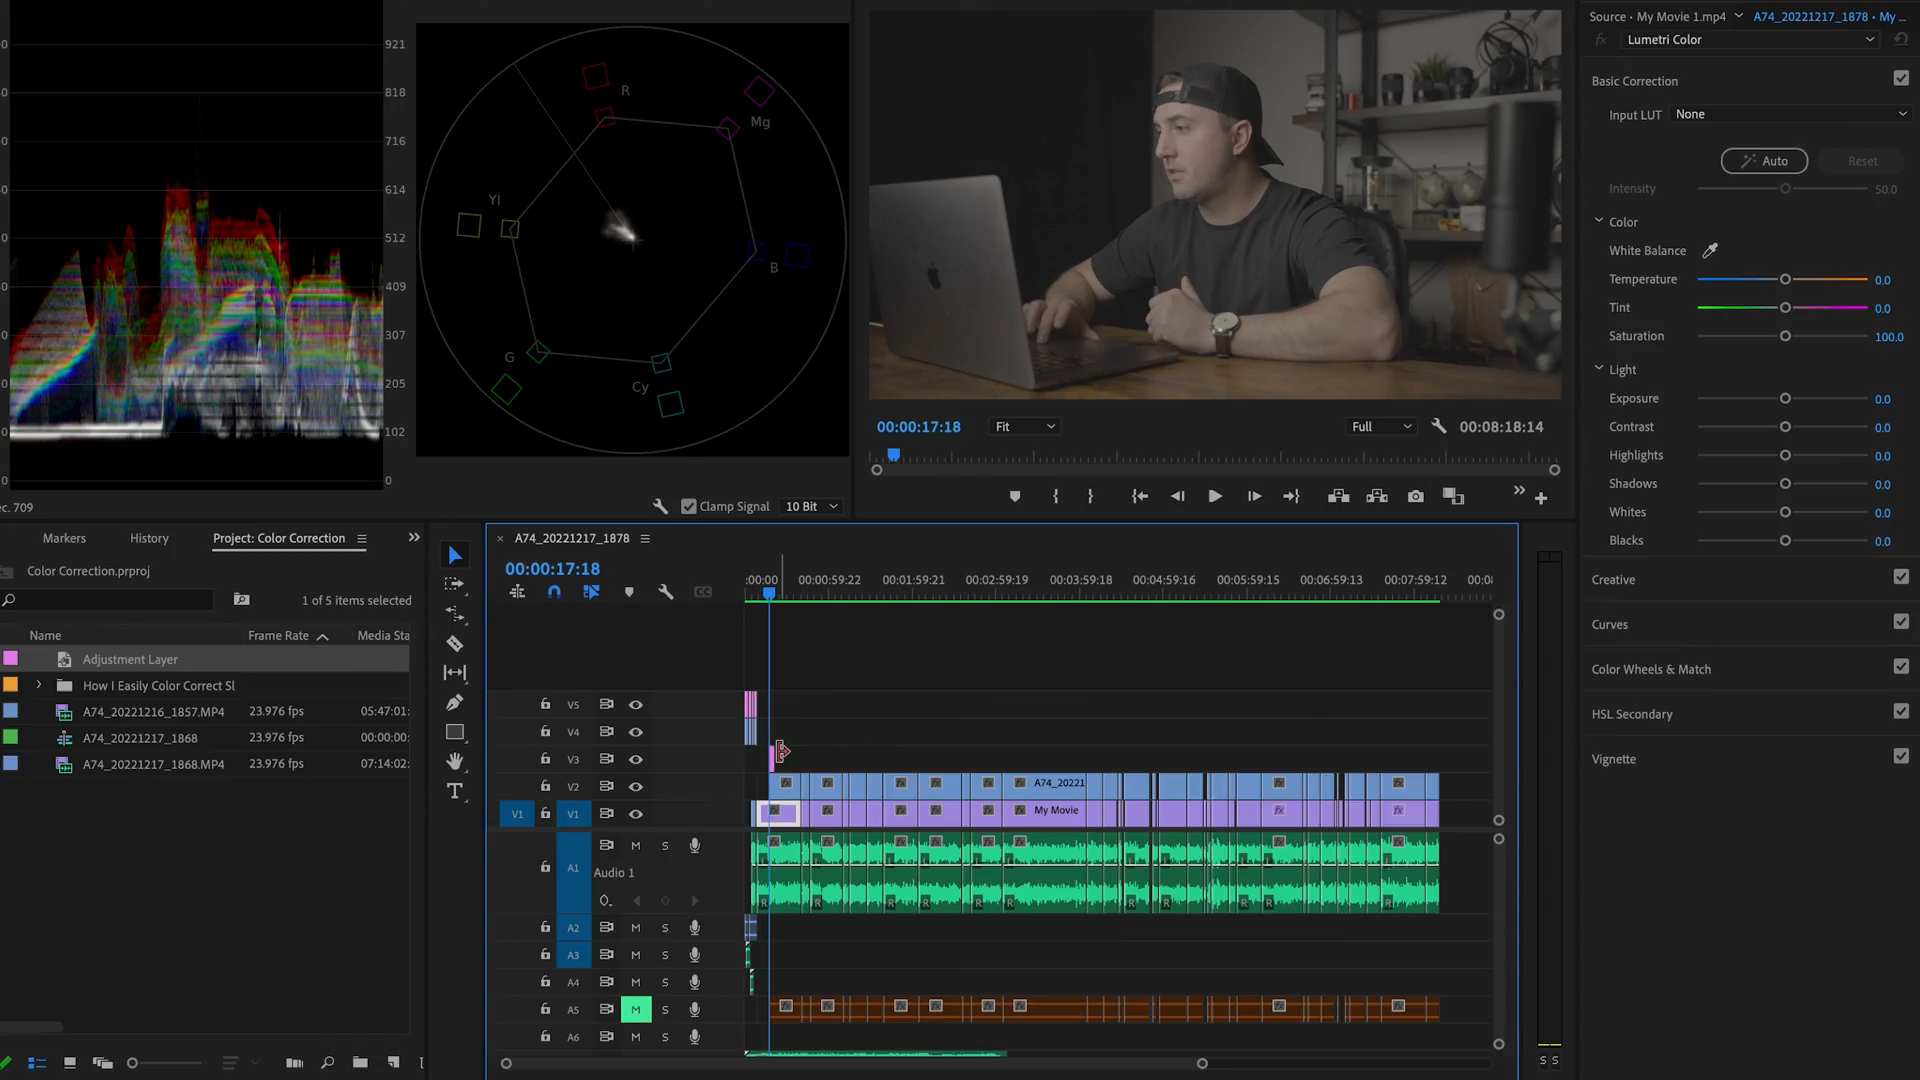 921
818
716
614
512
409
307
205
102
0
R
Mg
Yl
B
G
Cy
ec. 709
Clamp Signal
10 Bit
00:00:17:18
Fit
Full
00:08:18:14
Source • My Movie 1.mp4
A74_20221217_1878 • My ...
fx
Lumetri Color
Basic Correction
Input LUT
None
Auto
Reset
Intensity
50.0
Color
White Balance
Temperature
0.0
Tint
0.0
Saturation
100.0
Light
Exposure
0.0
Contrast
0.0
Highlights
0.0
Shadows
0.0
Whites
0.0
Blacks
0.0
Creative
Curves
Color Wheels & Match
HSL Secondary
Vignette
Markers
History
Project: Color Correction
Color Correction.prproj
1 of 5 items selected
Name
Frame Rate
Media Sta
Adjustment Layer
How I Easily Color Correct Sl
A74_20221216_1857.MP4
23.976 fps
05:47:01:
A74_20221217_1868
23.976 fps
00:00:00:
A74_20221217_1868.MP4
23.976 fps
07:14:02:
A74_20221217_1878
00:00:17:18
:00:00
00:00:59:22
00:01:59:21
00:02:59:19
00:03:59:18
00:04:59:16
00:05:59:15
00:06:59:13
00:07:59:12
00:08
V5
V4
V3
V2
A74_20221
V1
V1
My Movie
A1
M
S
Audio 1
A2
M
S
A3
M
S
A4
M
S
A5
M
S
A6
M
S
S S